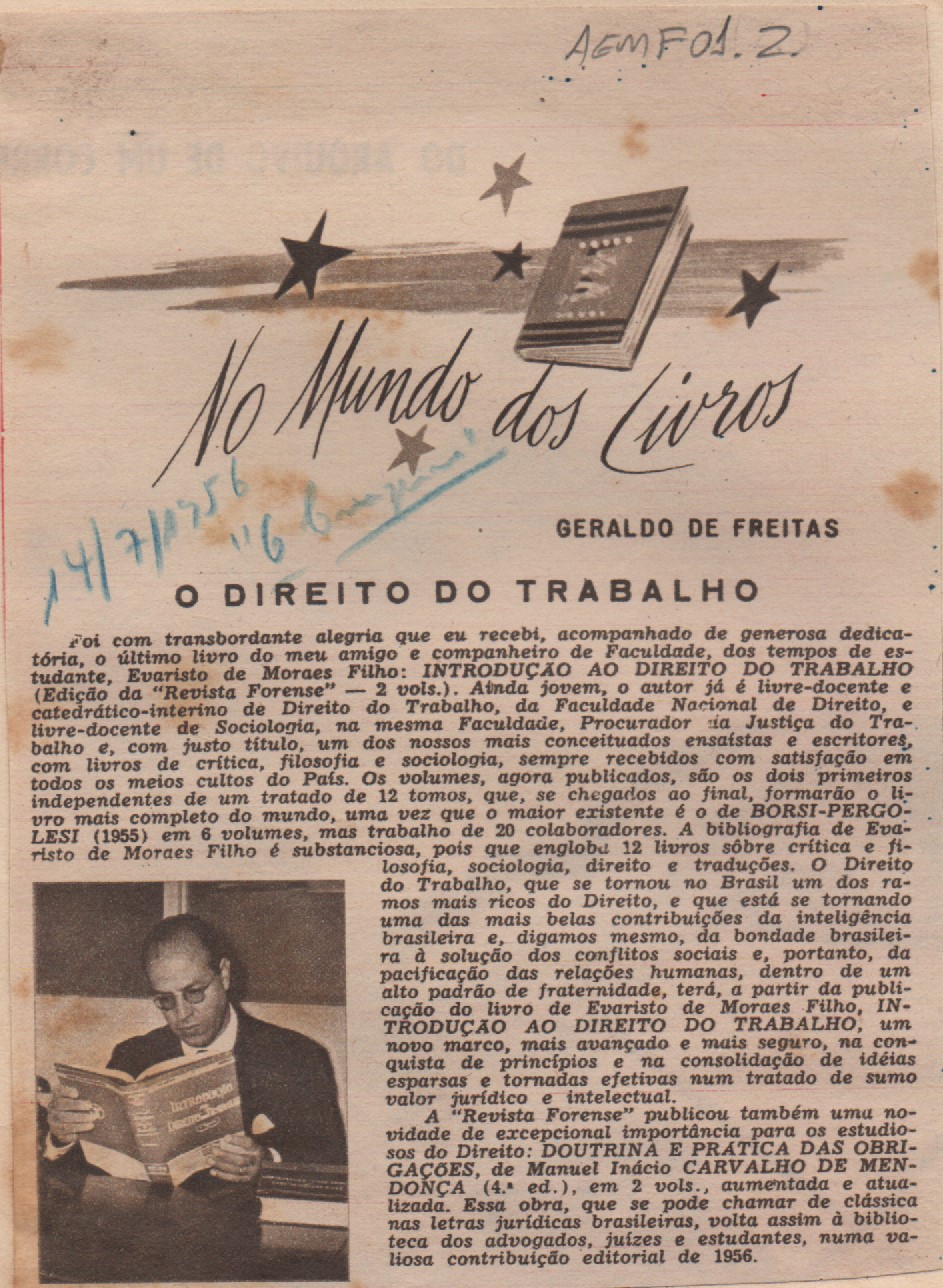 AEMF01.2.
No Mundo dos Livros
14/7/1956
"O Cruzeiro"
GERALDO DE FREITAS
O DIREITO DO TRABALHO
Foi com transbordante alegria que eu recebi, acompanhado de generosa dedica-
tória, o último livro do meu amigo e companheiro de Faculdade, dos tempos de es-
tudante, Evaristo de Moraes Filho: INTRODUÇÃO AO DIREITO DO TRABALHO
(Edição da "Revista Forense" — 2 vols.). Ainda jovem, o autor já é livre-docente e
catedrático-interino de Direito do Trabalho, da Faculdade Nacional de Direito, e
livre-docente de Sociologia, na mesma Faculdade, Procurador da Justiça do Tra-
balho e, com justo título, um dos nossos mais conceituados ensaístas e escritores,
com livros de crítica, filosofia e sociologia, sempre recebidos com satisfação em
todos os meios cultos do País. Os volumes, agora publicados, são os dois primeiros
independentes de um tratado de 12 tomos, que, se chegados ao final, formarão o li-
vro mais completo do mundo, uma vez que o maior existente é o de BORSI-PERGO-
LESI (1955) em 6 volumes, mas trabalho de 20 colaboradores. A bibliografia de Eva-
risto de Moraes Filho é substanciosa, pois que engloba 12 livros sôbre crítica e fi-
losofia, sociologia, direito e traduções. O Direito
do Trabalho, que se tornou no Brasil um dos ra-
mos mais ricos do Direito, e que está se tornando
uma das mais belas contribuições da inteligência
brasileira e, digamos mesmo, da bondade brasilei-
ra à solução dos conflitos sociais e, portanto, da
pacificação das relações humanas, dentro de um
alto padrão de fraternidade, terá, a partir da publi-
cação do livro de Evaristo de Moraes Filho, IN-
TRODUÇÃO AO DIREITO DO TRABALHO, um
novo marco, mais avançado e mais seguro, na con-
quista de princípios e na consolidação de idéias
esparsas e tornadas efetivas num tratado de sumo
valor jurídico e intelectual.
A "Revista Forense" publicou também uma no-
vidade de excepcional importância para os estudio-
sos do Direito: DOUTRINA E PRÁTICA DAS OBRI-
GAÇÕES, de Manuel Inácio CARVALHO DE MEN-
DONÇA (4.ª ed.), em 2 vols., aumentada e atua-
lizada. Essa obra, que se pode chamar de clássica
nas letras jurídicas brasileiras, volta assim à biblio-
teca dos advogados, juízes e estudantes, numa va-
liosa contribuição editorial de 1956.
INTRODUÇÃO